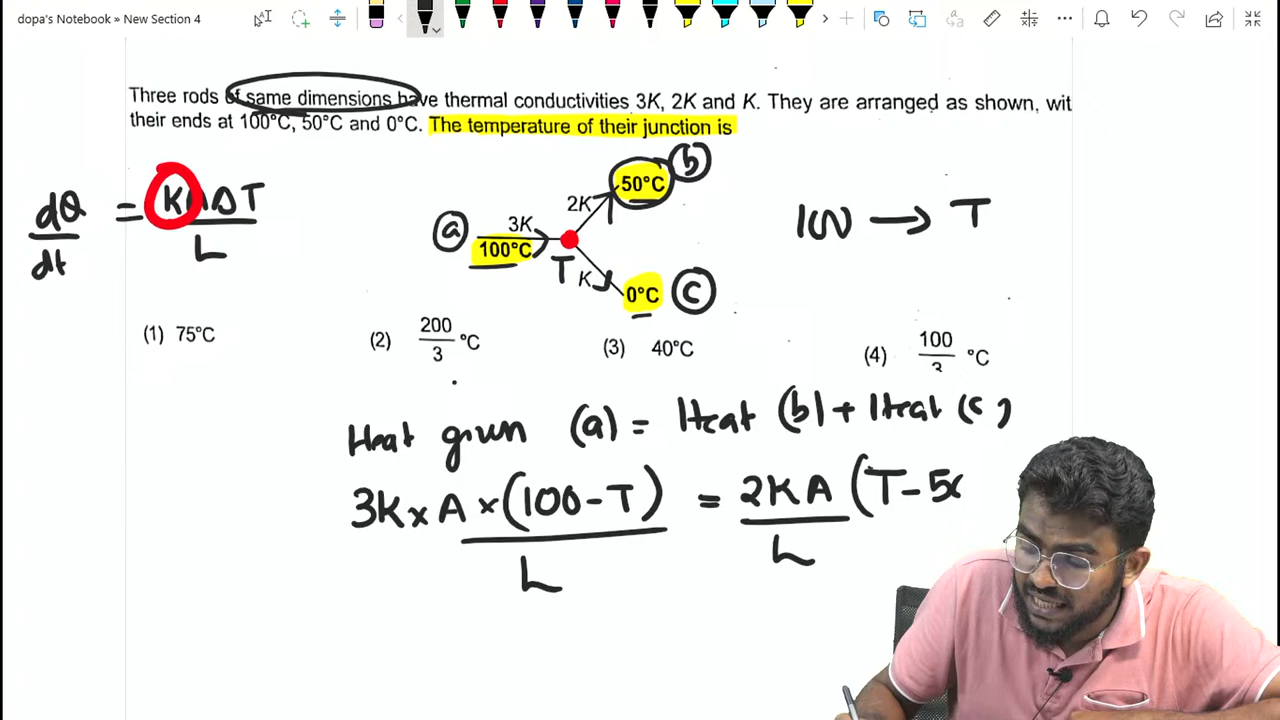 dopa's Notebook » New Section 4
Three rods of same dimensions have thermal conductivities 3K, 2K and K. They are arranged as shown, wit
their ends at 100°C, 50°C and 0°C. The temperature of their junction is
dQ/dt = KAΔT/L
(a) 3K 100°C T
2K 50°C (b)
K 0°C (c)
100 → T
(1) 75°C (2) 200/3 °C (3) 40°C (4) 100/3 °C
Heat given (a) = Heat (b) + Heat (c)
3K × A × (100 - T)/L = 2KA/L (T - 50